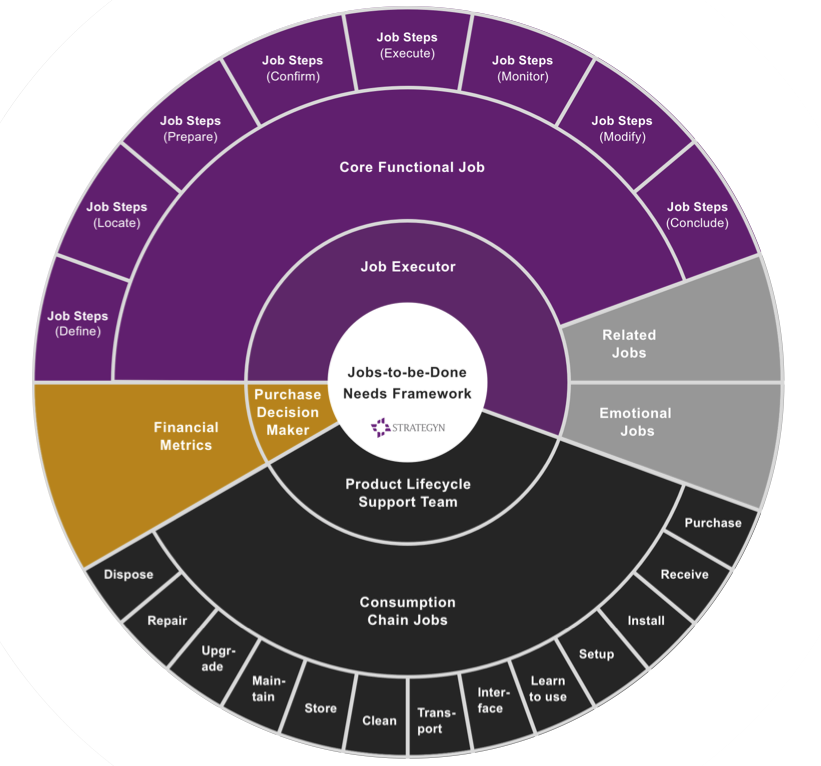 Job Steps
(Execute)
Job Steps
(Confirm)
Job Steps
(Monitor)
Job Steps
(Prepare)
Job Steps
(Modify)
Job Steps
(Locate)
Job Steps
(Conclude)
Job Steps
(Define)
Core Functional Job
Job Executor
Related
Jobs
Emotional
Jobs
Jobs-to-be-Done
Needs Framework
STRATEGYN
Purchase
Decision
Maker
Financial
Metrics
Product Lifecycle
Support Team
Consumption
Chain Jobs
Purchase
Receive
Install
Setup
Learn
to use
Inter-
face
Trans-
port
Clean
Store
Main-
tain
Upgr-
ade
Repair
Dispose